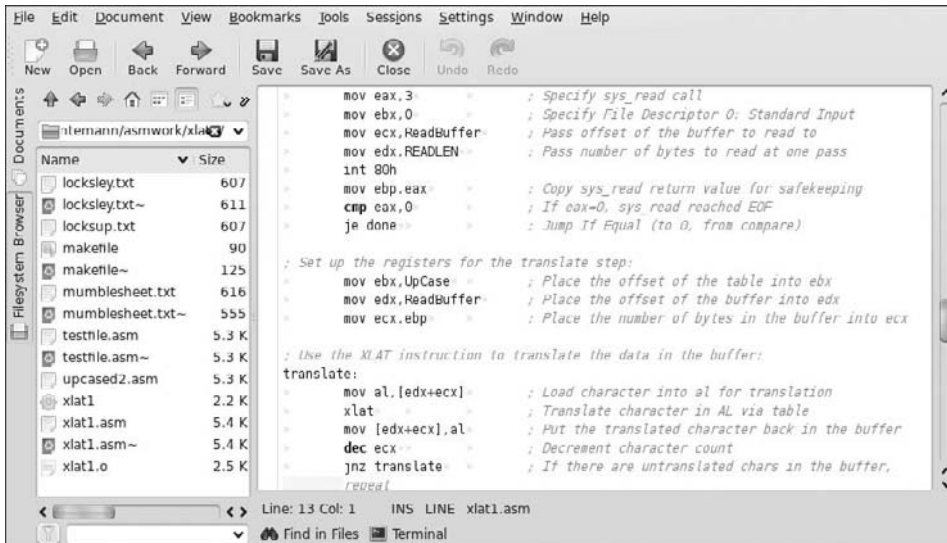 File Edit Document View Bookmarks Tools Sessions Settings Window Help
New Open Back Forward Save Save As Close Undo Redo
Documents
Filesystem Browser
ntemann/asmwork/xlat
Name Size
locksley.txt 607
locksley.txt~ 611
locksup.txt 607
makefile 90
makefile~ 125
mumblesheet.txt 616
mumblesheet.txt~ 555
testfile.asm 5.3 K
testfile.asm~ 5.3 K
upcased2.asm 5.3 K
xlat1 2.2 K
xlat1.asm 5.4 K
xlat1.asm~ 5.4 K
xlat1.o 2.5 K
mov eax,3 ; Specify sys_read call
mov ebx,0 ; Specify File Descriptor 0: Standard Input
mov ecx,ReadBuffer ; Pass offset of the buffer to read to
mov edx,READLEN ; Pass number of bytes to read at one pass
int 80h
mov ebp,eax ; Copy sys_read return value for safekeeping
cmp eax,0 ; If eax=0, sys_read reached EOF
je done ; Jump If Equal (to 0, from compare)
; Set up the registers for the translate step:
mov ebx,UpCase ; Place the offset of the table into ebx
mov edx,ReadBuffer ; Place the offset of the buffer into edx
mov ecx,ebp ; Place the number of bytes in the buffer into ecx
; Use the XLAT instruction to translate the data in the buffer:
translate:
mov al,[edx+ecx] ; Load character into al for translation
xlat ; Translate character in AL via table
mov [edx+ecx],al ; Put the translated character back in the buffer
dec ecx ; Decrement character count
jnz translate ; If there are untranslated chars in the buffer,
repeat
Line: 13 Col: 1 INS LINE xlat1.asm
Find in Files Terminal